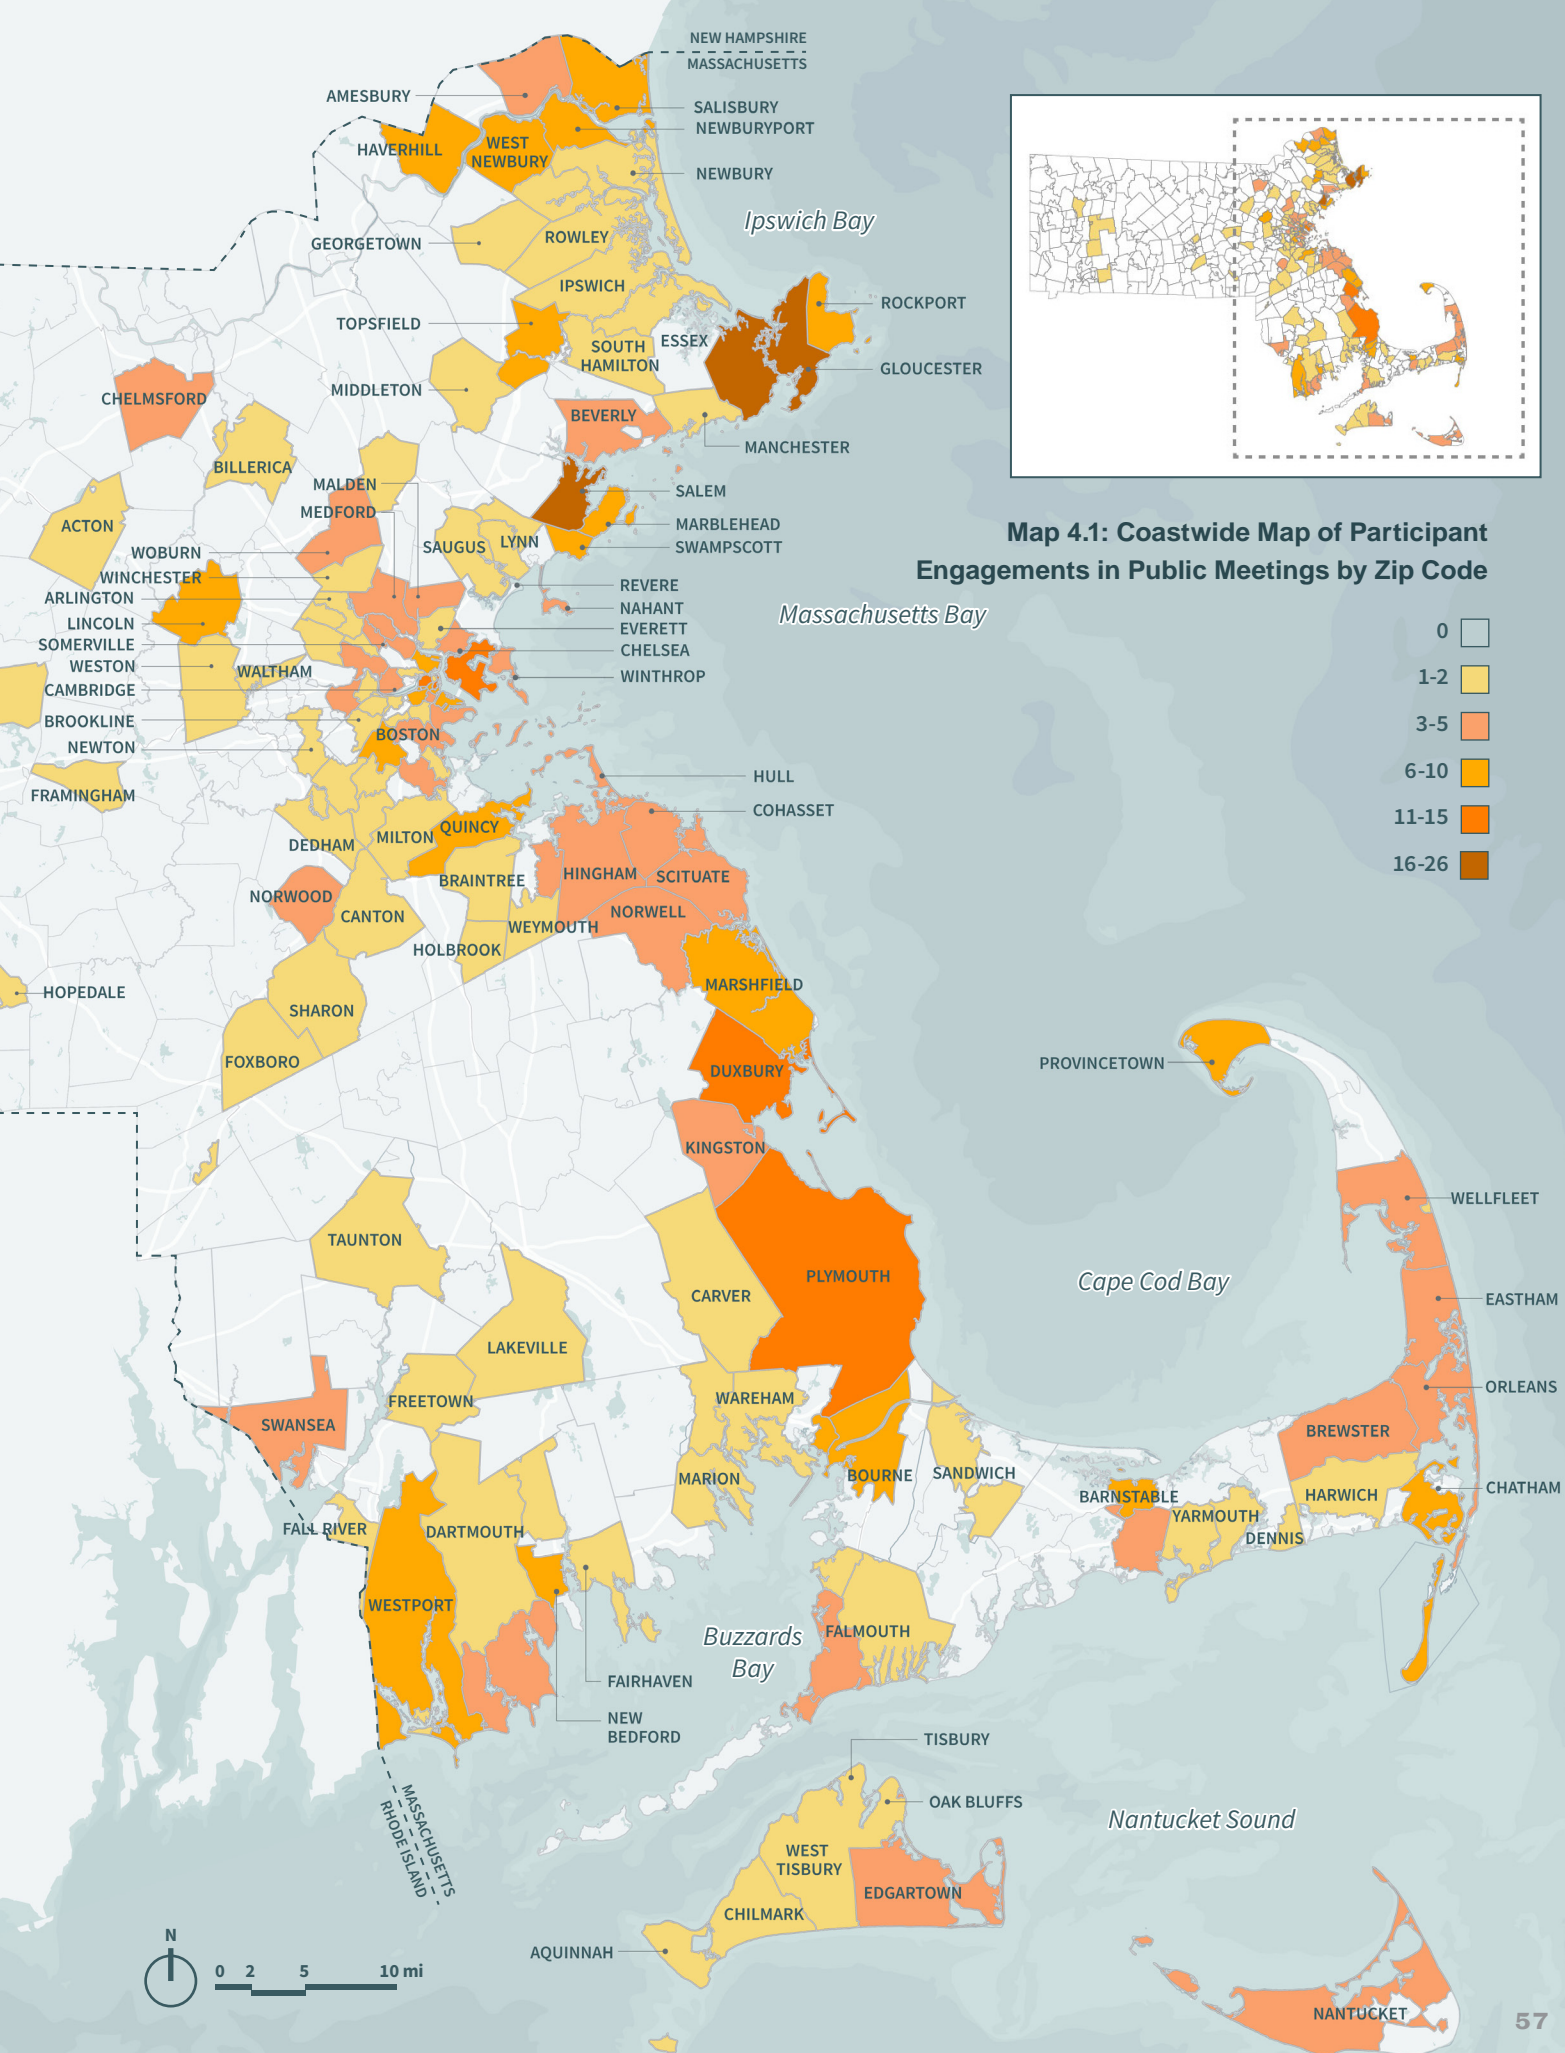 NEW HAMPSHIRE
MASSACHUSETTS
AMESBURY
SALISBURY
NEWBURYPORT
HAVERHILL
WEST
NEWBURY
NEWBURY
Ipswich Bay
GEORGETOWN
ROWLEY
IPSWICH
ROCKPORT
TOPSFIELD
ESSEX
SOUTH
HAMILTON
GLOUCESTER
MIDDLETON
CHELMSFORD
BEVERLY
MANCHESTER
BILLERICA
MALDEN
SALEM
MEDFORD
ACTON
MARBLEHEAD
Map 4.1: Coastwide Map of Participant
Engagements in Public Meetings by Zip Code
SAUGUS
LYNN
SWAMPSCOTT
WOBURN
WINCHESTER
REVERE
ARLINGTON
NAHANT
Massachusetts Bay
LINCOLN
EVERETT
SOMERVILLE
CHELSEA
WESTON
WALTHAM
WINTHROP
CAMBRIDGE
BROOKLINE
BOSTON
NEWTON
0
1-2
3-5
6-10
11-15
16-26
HULL
FRAMINGHAM
COHASSET
QUINCY
DEDHAM
MILTON
HINGHAM
SCITUATE
BRAINTREE
NORWOOD
NORWELL
CANTON
WEYMOUTH
HOLBROOK
MARSHFIELD
HOPEDALE
SHARON
FOXBORO
DUXBURY
PROVINCETOWN
KINGSTON
WELLFLEET
TAUNTON
PLYMOUTH
Cape Cod Bay
CARVER
EASTHAM
LAKEVILLE
ORLEANS
FREETOWN
WAREHAM
SWANSEA
BREWSTER
MARION
BOURNE
SANDWICH
CHATHAM
BARNSTABLE
HARWICH
YARMOUTH
FALL RIVER
DARTMOUTH
DENNIS
WESTPORT
FALMOUTH
Buzzards
Bay
FAIRHAVEN
NEW
BEDFORD
TISBURY
OAK BLUFFS
MASSACHUSETTS
RHODE ISLAND
Nantucket Sound
WEST
TISBURY
EDGARTOWN
CHILMARK
N
AQUINNAH
0 2 5 10 mi
NANTUCKET
57